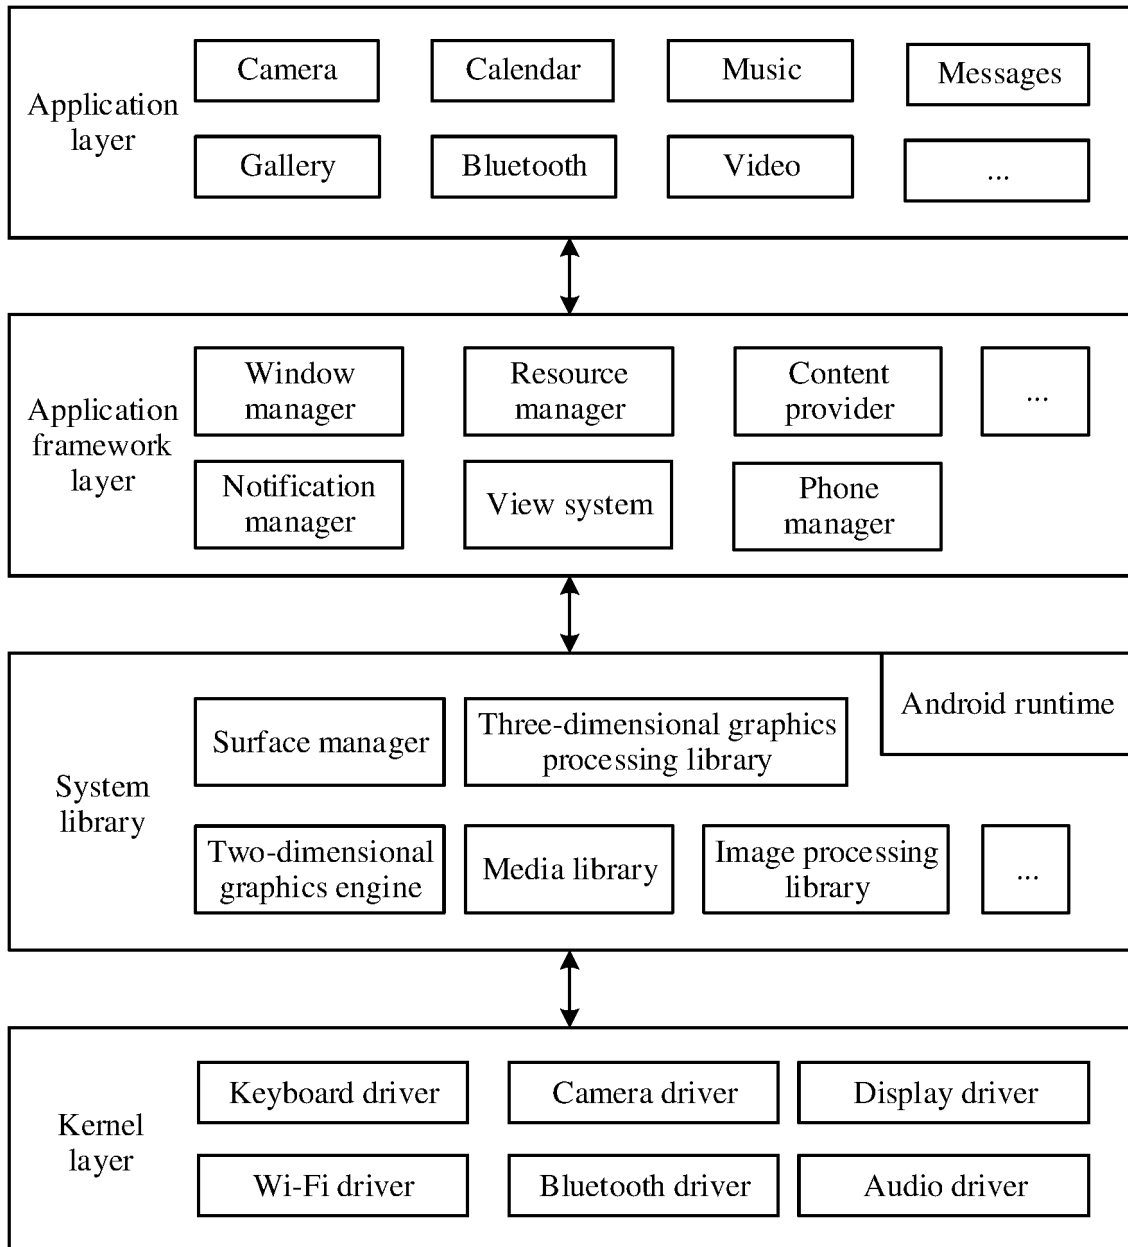 Application
layer
Camera
Calendar
Music
Messages
Gallery
Bluetooth
Video
...
Application
framework
layer
Window
manager
Resource
manager
Content
provider
...
Notification
manager
View system
Phone
manager
System
library
Android runtime
Surface manager
Three-dimensional graphics
processing library
Two-dimensional
graphics engine
Media library
Image processing
library
...
Kernel
layer
Keyboard driver
Camera driver
Display driver
Wi-Fi driver
Bluetooth driver
Audio driver